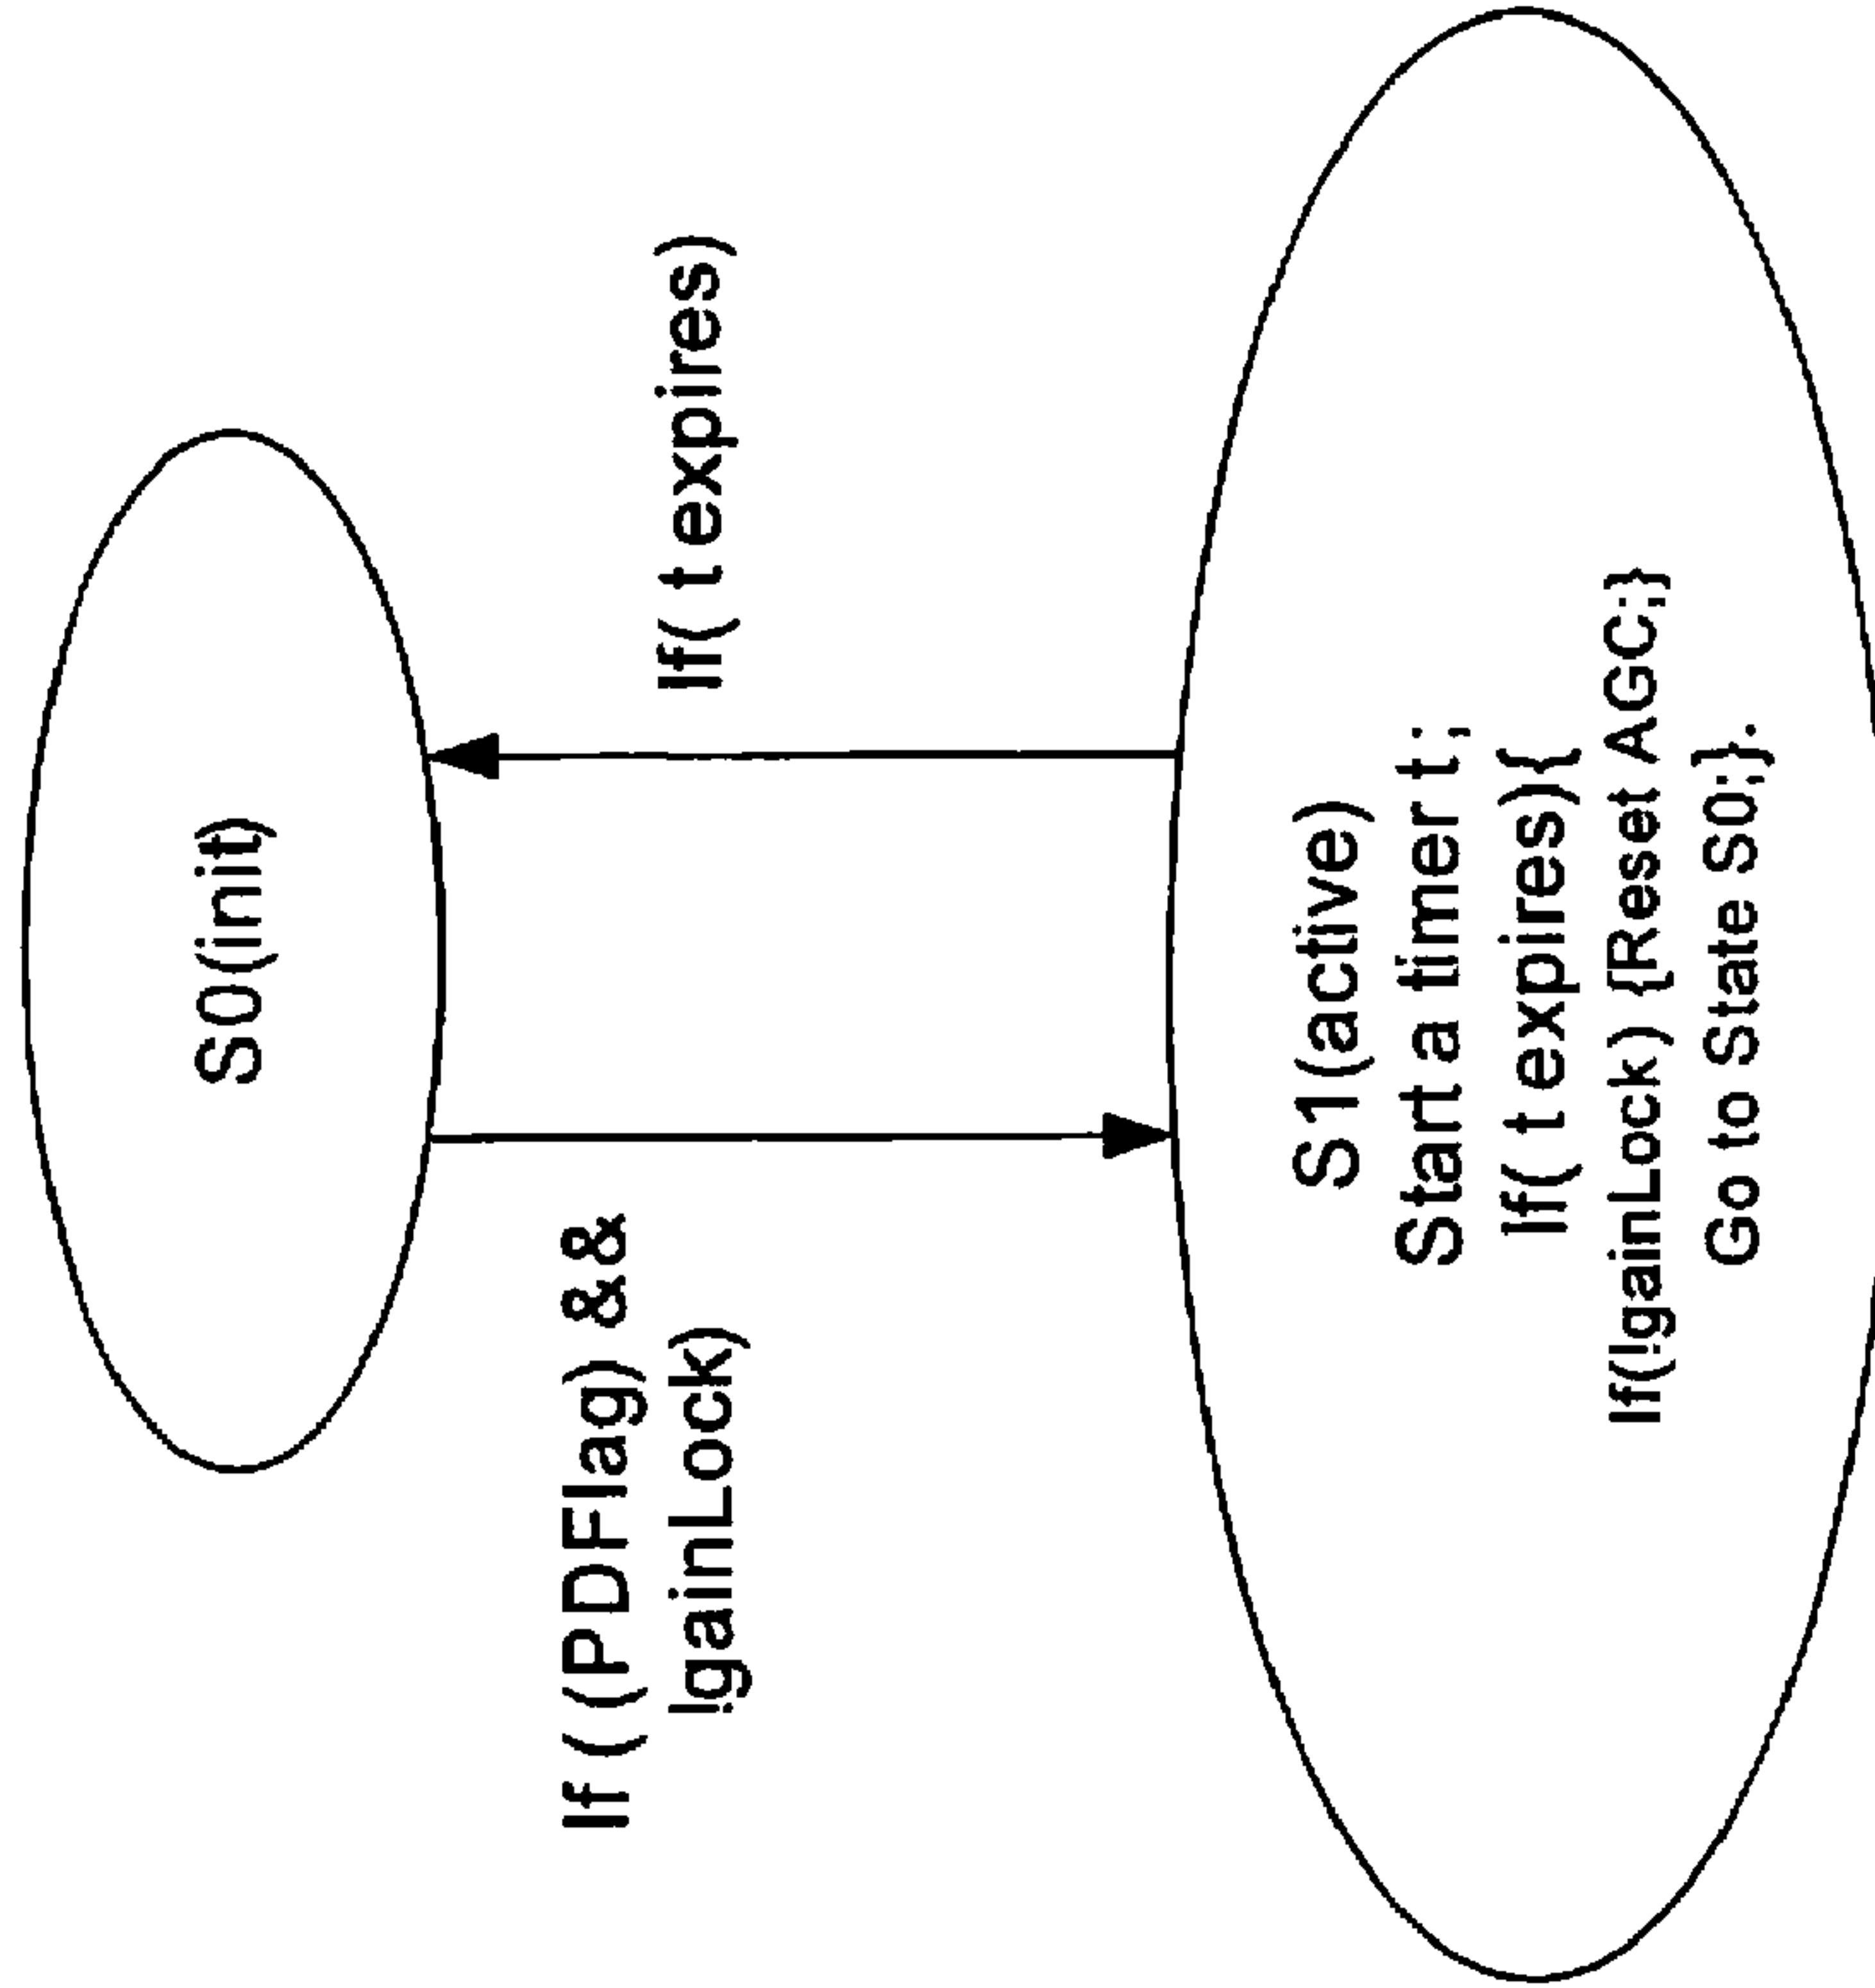 S0(init)
If ( (PDFlag) &&
!gainLock)
If( t expires)
S1(active)
Start a timer t ;
If( t expires){
If(!gainLock) {Reset AGC;}
Go to State S0;}.